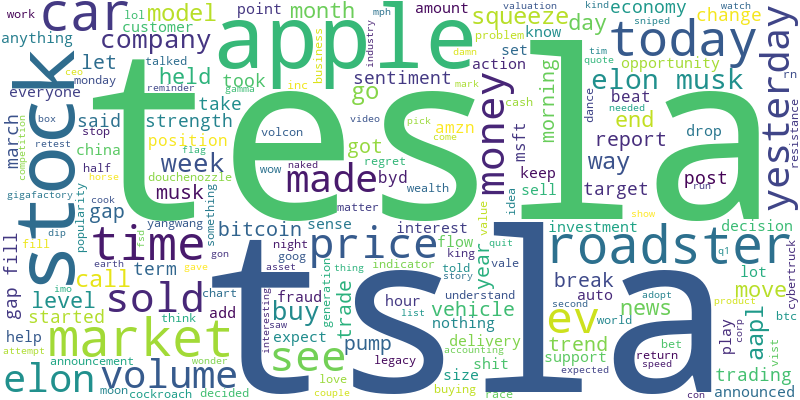 tesla
tsla
apple
stock
car
roadster
today
yesterday
market
price
money
time
volume
elon
sold
see
ev
made
elon musk
squeeze
company
model
month
economy
change
day
held
took
sentiment
go
let
said
strength
take
position
week
musk
gap
gap fill
call
term
level
started
help
march
china
everyone
anything
customer
lol
work
point
amount
set
know
action
opportunity
morning
beat
end
report
way
target
msft
amzn
got
byd
keep
sell
drop
post
run
resistance
rn
watch
kind
valuation
mph
problem
sniped
tim
quote
damn
industry
business
inc
talked
reminder
gamma
ceo
monday
box
retest
stop
competition
flag
half
horse
cook
douchenozzle
yangwang
gigafactory
dip
popularity
fill
imo
earth
fsd
gave
something
bitcoin
sense
interest
flow
king
volcon
video
pick
come
mark
cash
wow
naked
regret
wealth
matter
dance
needed
idea
value
show
investment
decision
year
quit
vale
told
story
indicator
thing
generation
trade
goog
night
gon
asset
chart
interesting
saw
add
fraud
buy
think
expect
pump
hour
list
vehicle
understand
nothing
delivery
accounting
shit
size
buying
race
legacy
love
couple
moon
cockroach
decided
wonder
announcement
attempt
break
auto
second
world
news
adopt
q1
product
trend
support
expected
bet
return
speed
con
corp
play
vist
aapl
lot
move
btc
cybertruck
trading
announced